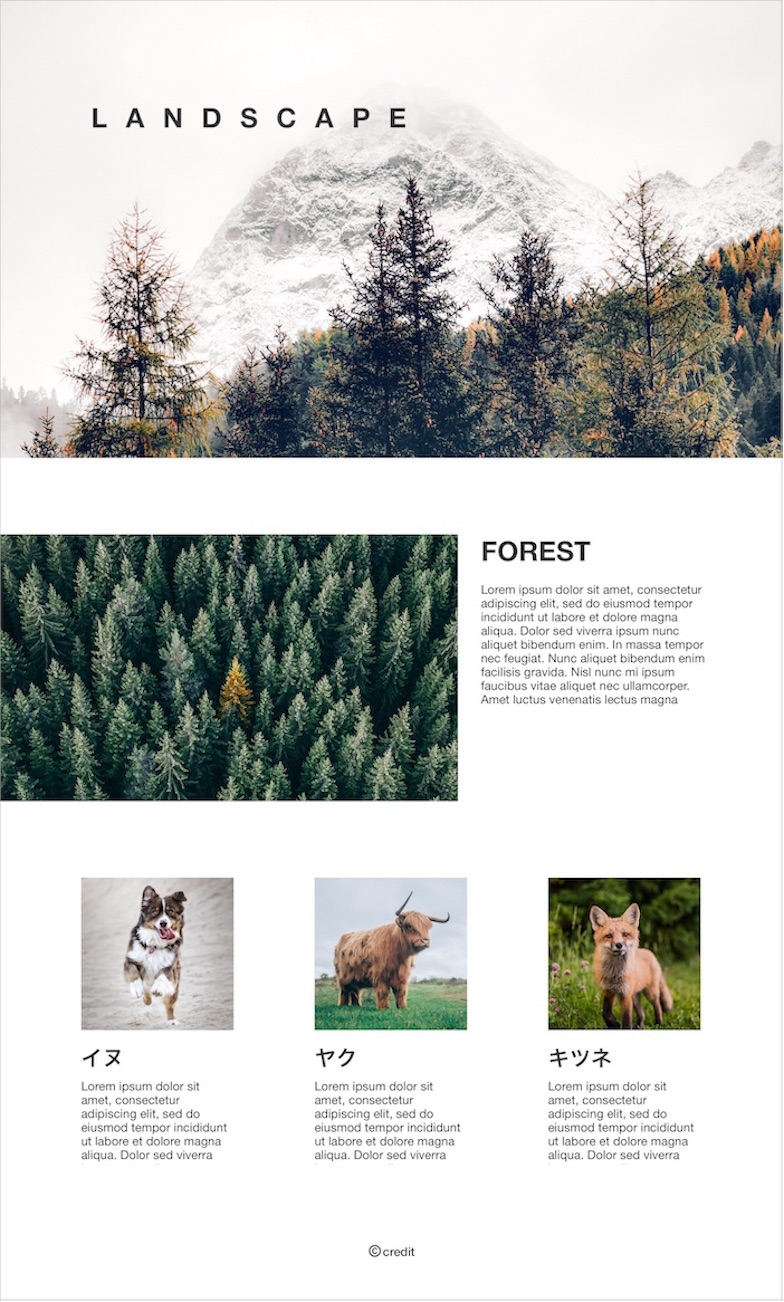 LANDSCAPE
FOREST
Lorem ipsum dolor sit amet, consectetur
adipiscing elit, sed do eiusmod tempor
incididunt ut labore et dolore magna
aliqua. Dolor sed viverra ipsum nunc
aliquet bibendum enim. In massa tempor
nec feugiat. Nunc aliquet bibendum enim
facilisis gravida. Nisl nunc mi ipsum
faucibus vitae aliquet nec ullamcorper.
Amet luctus venenatis lectus magna
イヌ
Lorem ipsum dolor sit
amet, consectetur
adipiscing elit, sed do
eiusmod tempor incididunt
ut labore et dolore magna
aliqua. Dolor sed viverra
ヤク
Lorem ipsum dolor sit
amet, consectetur
adipiscing elit, sed do
eiusmod tempor incididunt
ut labore et dolore magna
aliqua. Dolor sed viverra
キツネ
Lorem ipsum dolor sit
amet, consectetur
adipiscing elit, sed do
eiusmod tempor incididunt
ut labore et dolore magna
aliqua. Dolor sed viverra
©credit